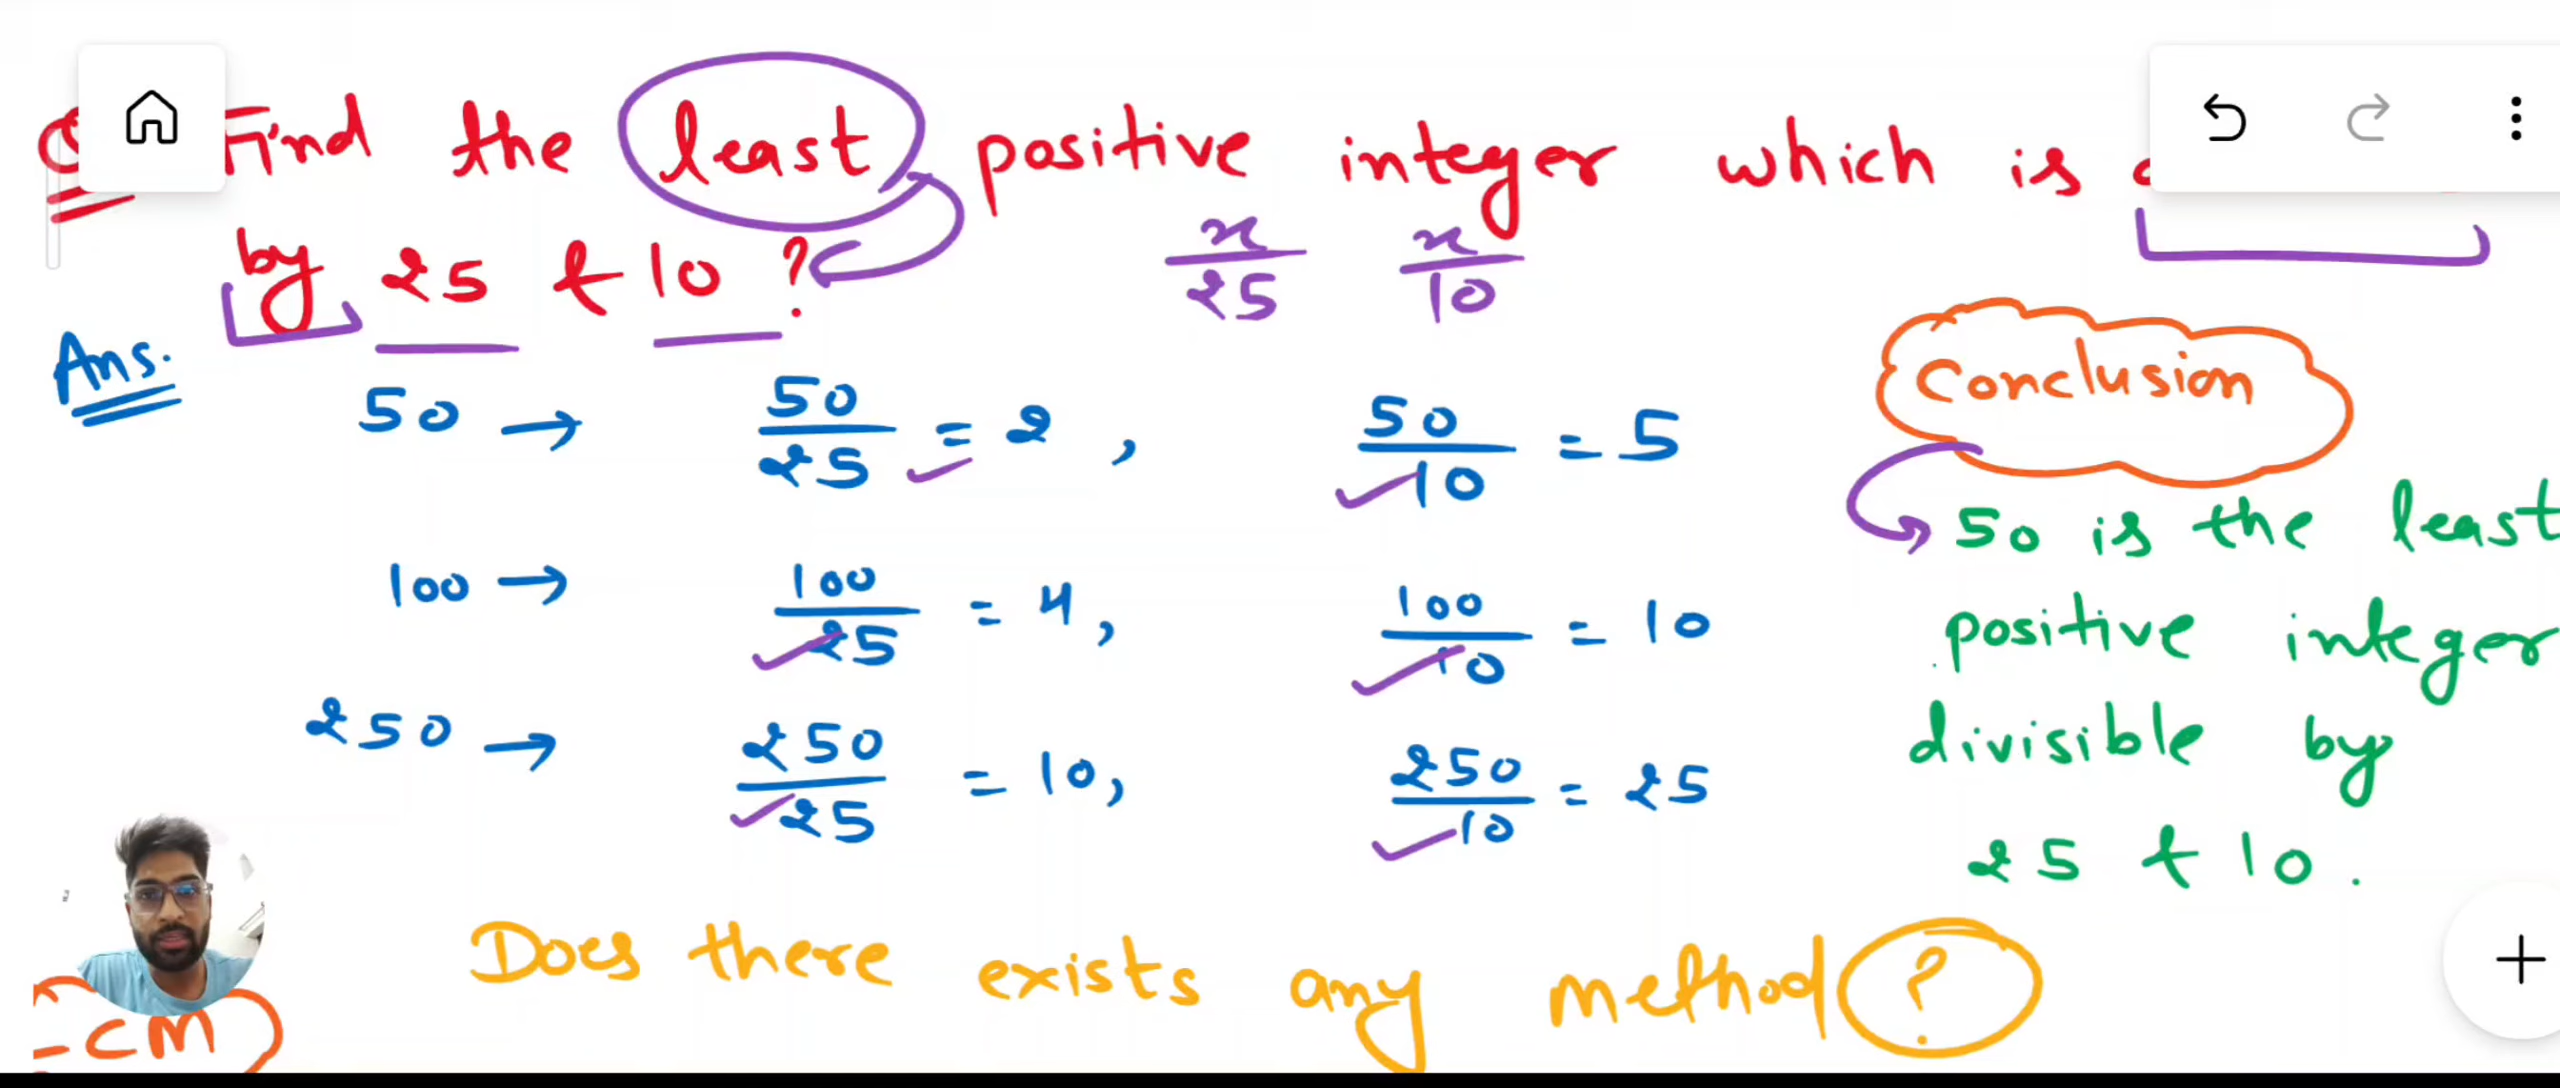 Find the least positive integer which is
by 25 & 10 ?
x/25 x/10
Ans.
50 → 50/25 = 2 , 50/10 = 5
100 → 100/25 = 4, 100/10 = 10
250 → 250/25 = 10, 250/10 = 25
Conclusion
50 is the least
positive integer
divisible by
25 & 10.
Does there exists any method ?
CM